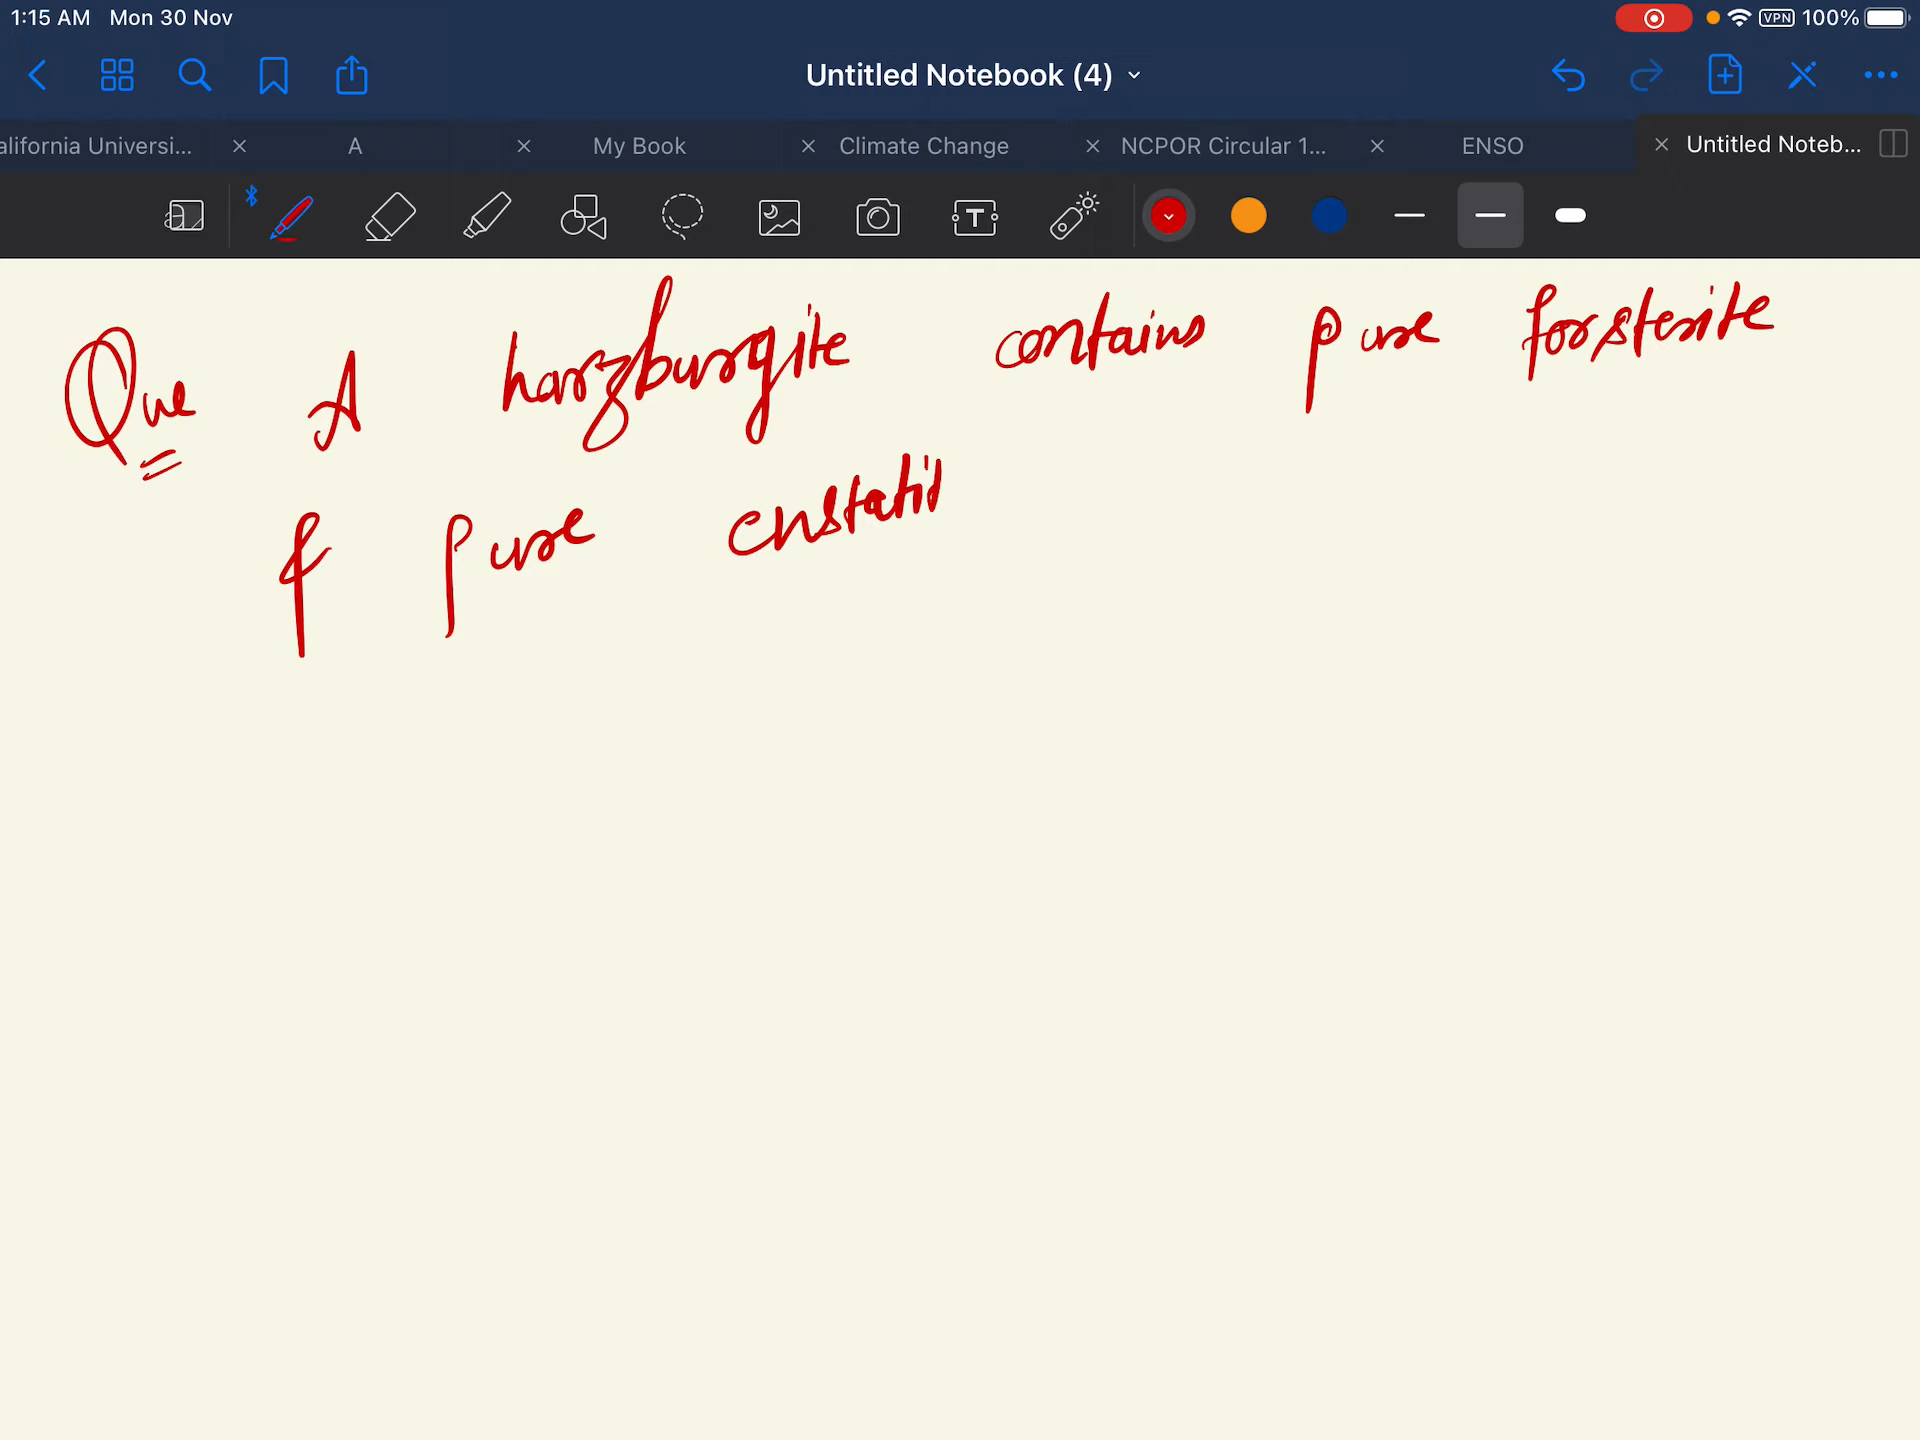 1:15 AM Mon 30 Nov
VPN 100%
Untitled Notebook (4)
alifornia Universi...
A
My Book
Climate Change
NCPOR Circular 1...
ENSO
Untitled Noteb...
Que A harzburgite contains pure forsterite
& pure enstatit